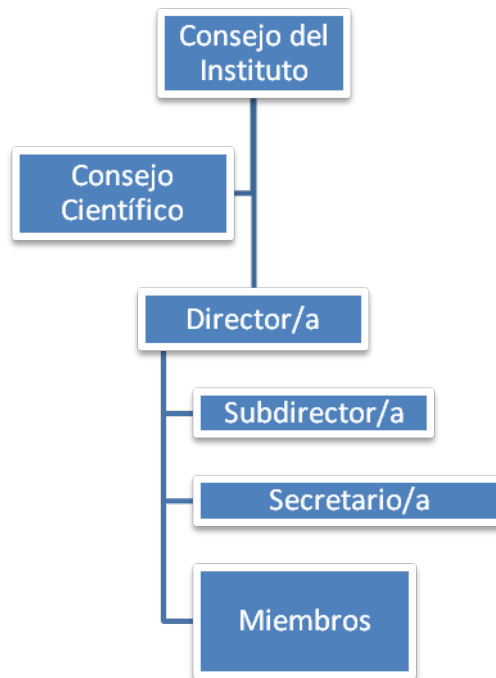 Consejo del
Instituto
Consejo
Científico
Director/a
Subdirector/a
Secretario/a
Miembros